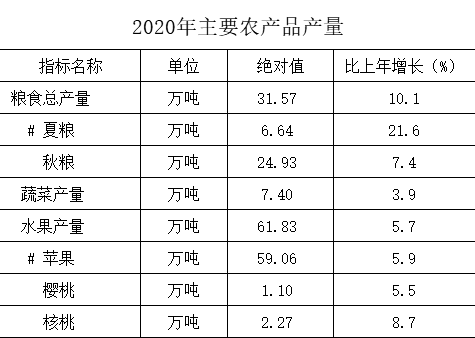 2020年主要农产品产量
指标名称 单位 绝对值 比上年增长（%）
粮食总产量 万吨 31.57 10.1
# 夏粮 万吨 6.64 21.6
秋粮 万吨 24.93 7.4
蔬菜产量 万吨 7.40 3.9
水果产量 万吨 61.83 5.7
# 苹果 万吨 59.06 5.9
樱桃 万吨 1.10 5.5
核桃 万吨 2.27 8.7